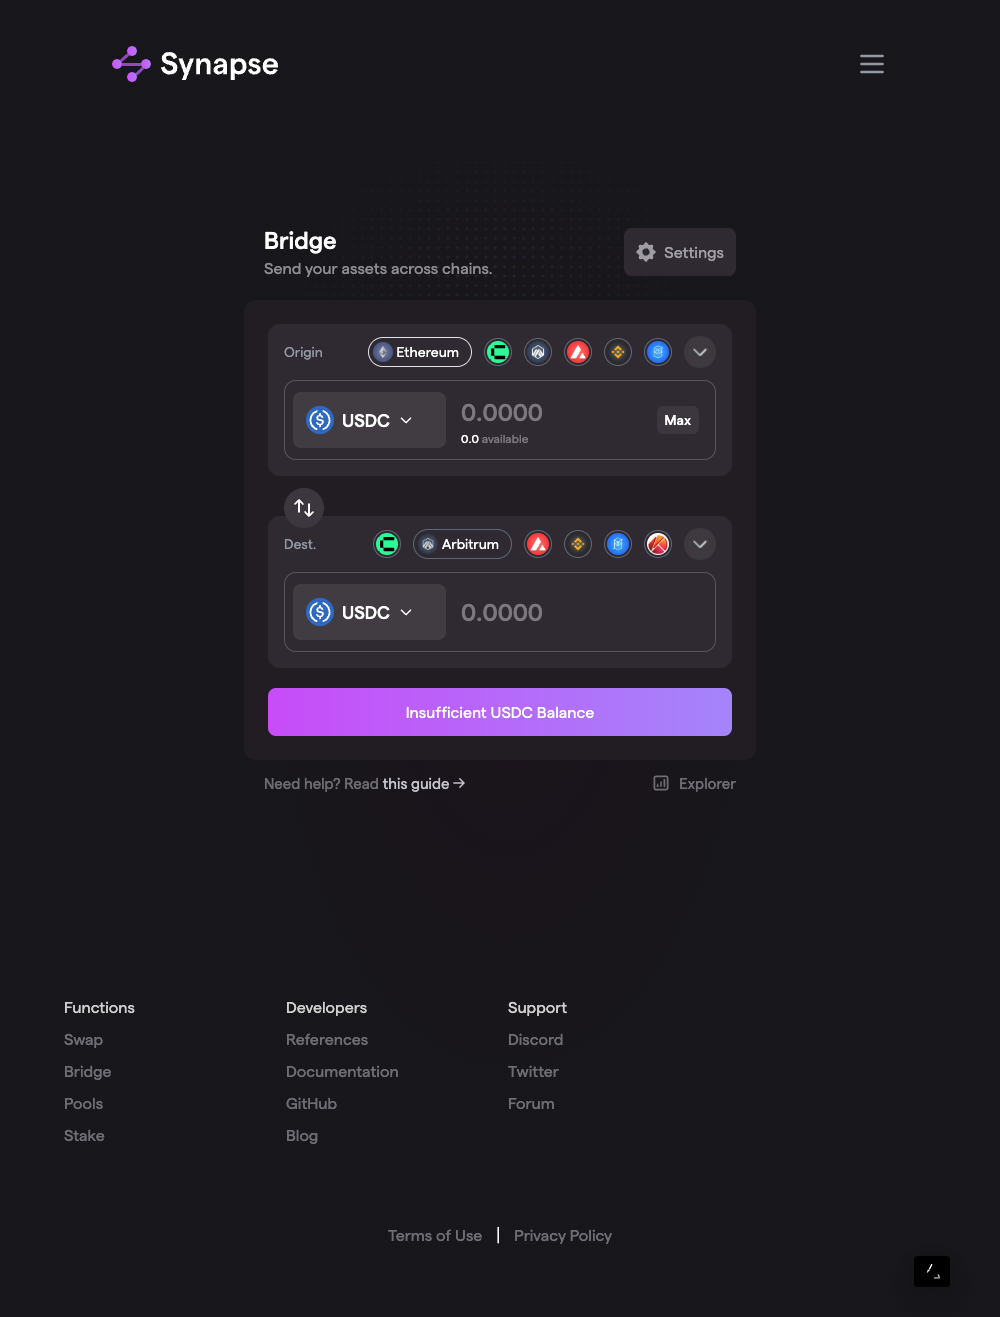 Synapse
Bridge
Send your assets across chains.
Settings
Origin
Ethereum
USDC
0.0000
0.0 available
Max
Dest.
Arbitrum
USDC
0.0000
Insufficient USDC Balance
Need help? Read this guide →
Explorer
Functions
Swap
Bridge
Pools
Stake
Developers
References
Documentation
GitHub
Blog
Support
Discord
Twitter
Forum
Terms of Use | Privacy Policy